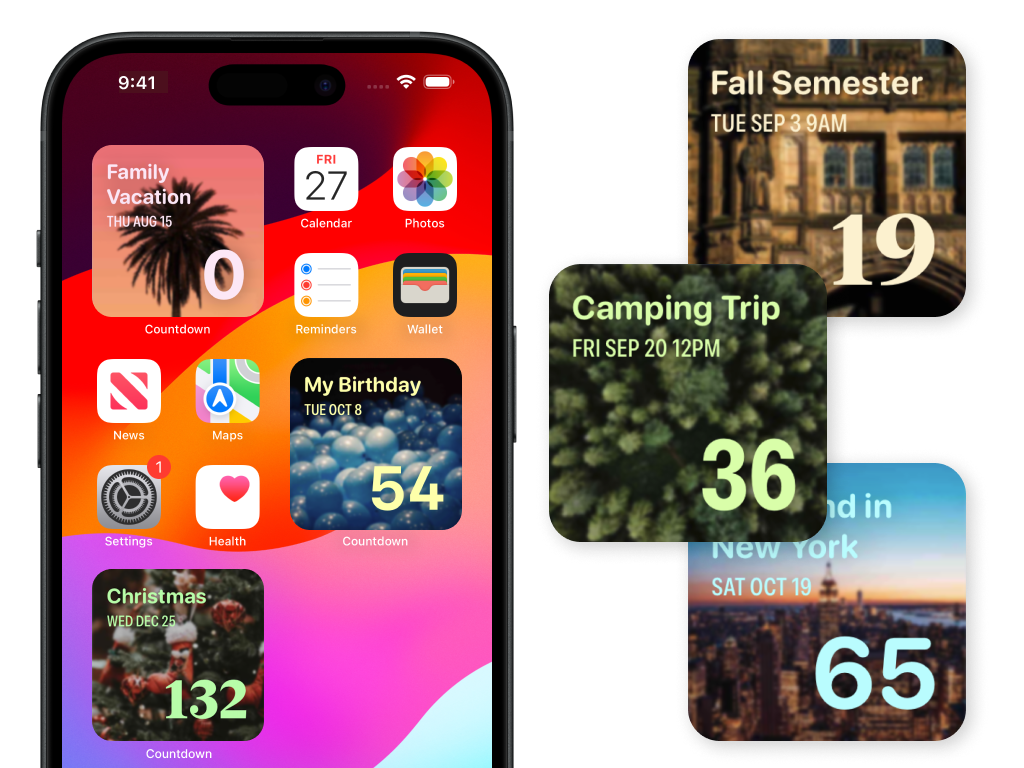 9:41
Family
Vacation
THU AUG 15
0
Countdown
FRI
27
Calendar
Photos
Reminders
Wallet
News
Maps
My Birthday
TUE OCT 8
54
Countdown
1
Settings
Health
Christmas
WED DEC 25
132
Countdown
Fall Semester
TUE SEP 3 9AM
19
Camping Trip
FRI SEP 20 12PM
36
nd in
New York
SAT OCT 19
65